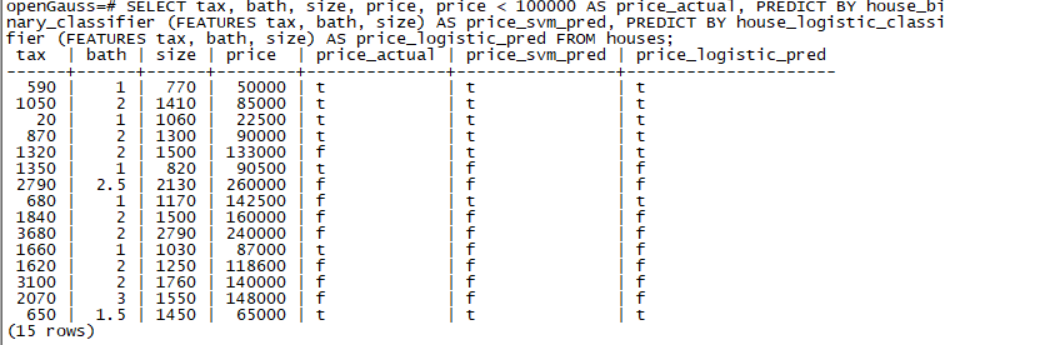 openGauss=# SELECT tax, bath, size, price, price < 100000 AS price_actual, PREDICT BY house_bi
nary_classifier (FEATURES tax, bath, size) AS price_svm_pred, PREDICT BY house_logistic_classi
fier (FEATURES tax, bath, size) AS price_logistic_pred FROM houses;
 tax  | bath | size | price  | price_actual | price_svm_pred | price_logistic_pred
------+------+------+--------+--------------+----------------+---------------------
  590 |    1 |  770 |  50000 | t            | t              | t
 1050 |    2 | 1410 |  85000 | t            | t              | t
   20 |    1 | 1060 |  22500 | t            | t              | t
  870 |    2 | 1300 |  90000 | t            | t              | t
 1320 |    2 | 1500 | 133000 | f            | t              | t
 1350 |    1 |  820 |  90500 | t            | f              | f
 2790 |  2.5 | 2130 | 260000 | f            | f              | f
  680 |    1 | 1170 | 142500 | f            | t              | f
 1840 |    2 | 1500 | 160000 | f            | f              | f
 3680 |    2 | 2790 | 240000 | f            | f              | f
 1660 |    1 | 1030 |  87000 | t            | f              | f
 1620 |    2 | 1250 | 118600 | f            | f              | f
 3100 |    2 | 1760 | 140000 | f            | f              | f
 2070 |    3 | 1550 | 148000 | f            | f              | f
  650 |  1.5 | 1450 |  65000 | t            | t              | t
(15 rows)